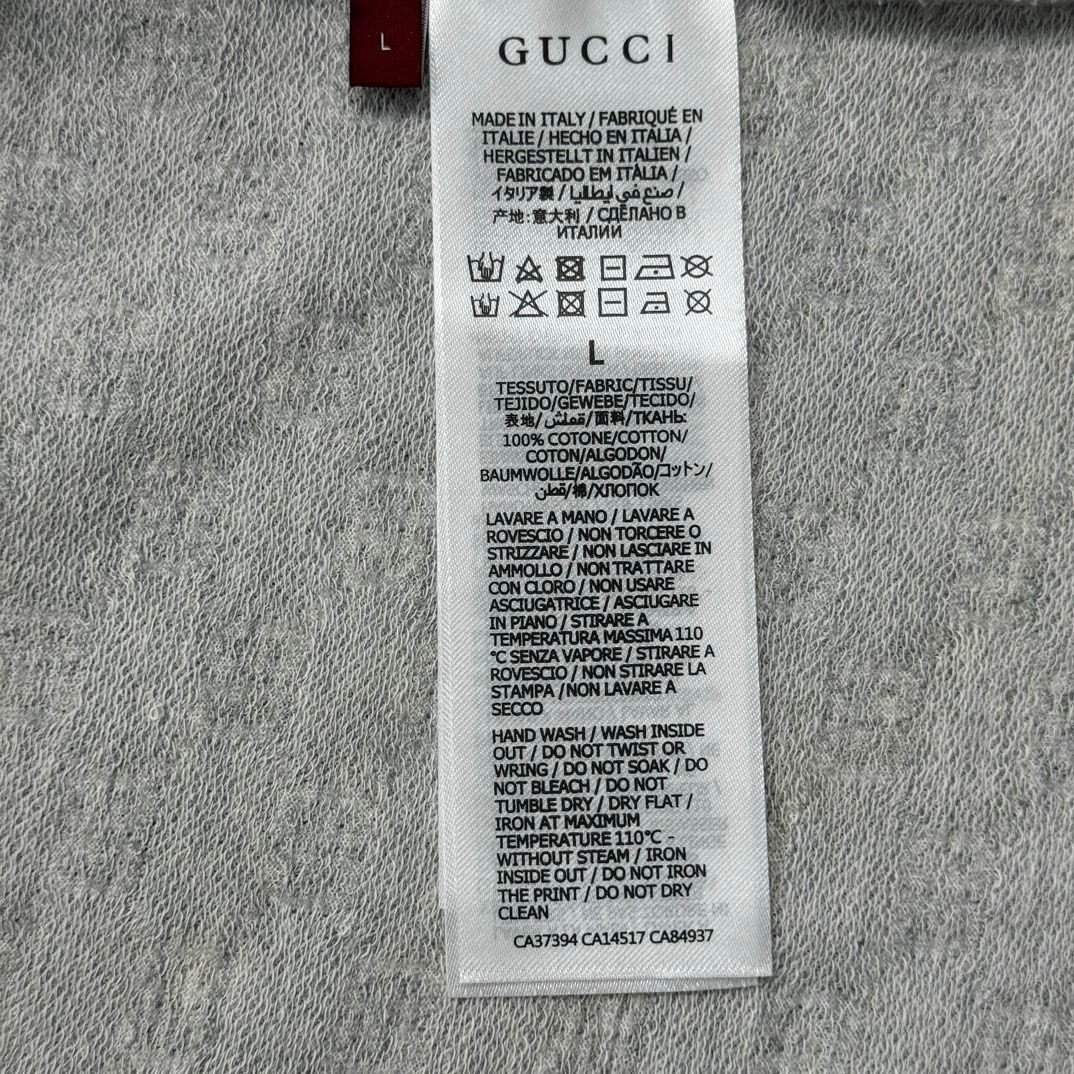 L
GUCCI
MADE IN ITALY / FABRIQUÉ EN
ITALIE / HECHO EN ITALIA /
HERGESTELLT IN ITALIEN /
FABRICADO EM ITÁLIA /
イタリア製 / صنع في إيطاليا /
产地:意大利 / СДЕЛАНО В
ИТАЛИИ
L
TESSUTO/FABRIC/TISSU/
TEJIDO/GEWEBE/TECIDO/
表地/قماش/面料/ТКАНЬ:
100% COTONE/COTTON/
COTON/ALGODON/
BAUMWOLLE/ALGODÃO/コットン/
قطن/棉/ХЛОПОК
LAVARE A MANO / LAVARE A
ROVESCIO / NON TORCERE O
STRIZZARE / NON LASCIARE IN
AMMOLLO / NON TRATTARE
CON CLORO / NON USARE
ASCIUGATRICE / ASCIUGARE
IN PIANO / STIRARE A
TEMPERATURA MASSIMA 110
°C SENZA VAPORE / STIRARE A
ROVESCIO / NON STIRARE LA
STAMPA /NON LAVARE A
SECCO
HAND WASH / WASH INSIDE
OUT / DO NOT TWIST OR
WRING / DO NOT SOAK / DO
NOT BLEACH / DO NOT
TUMBLE DRY / DRY FLAT /
IRON AT MAXIMUM
TEMPERATURE 110°C -
WITHOUT STEAM / IRON
INSIDE OUT / DO NOT IRON
THE PRINT / DO NOT DRY
CLEAN
CA37394 CA14517 CA84937